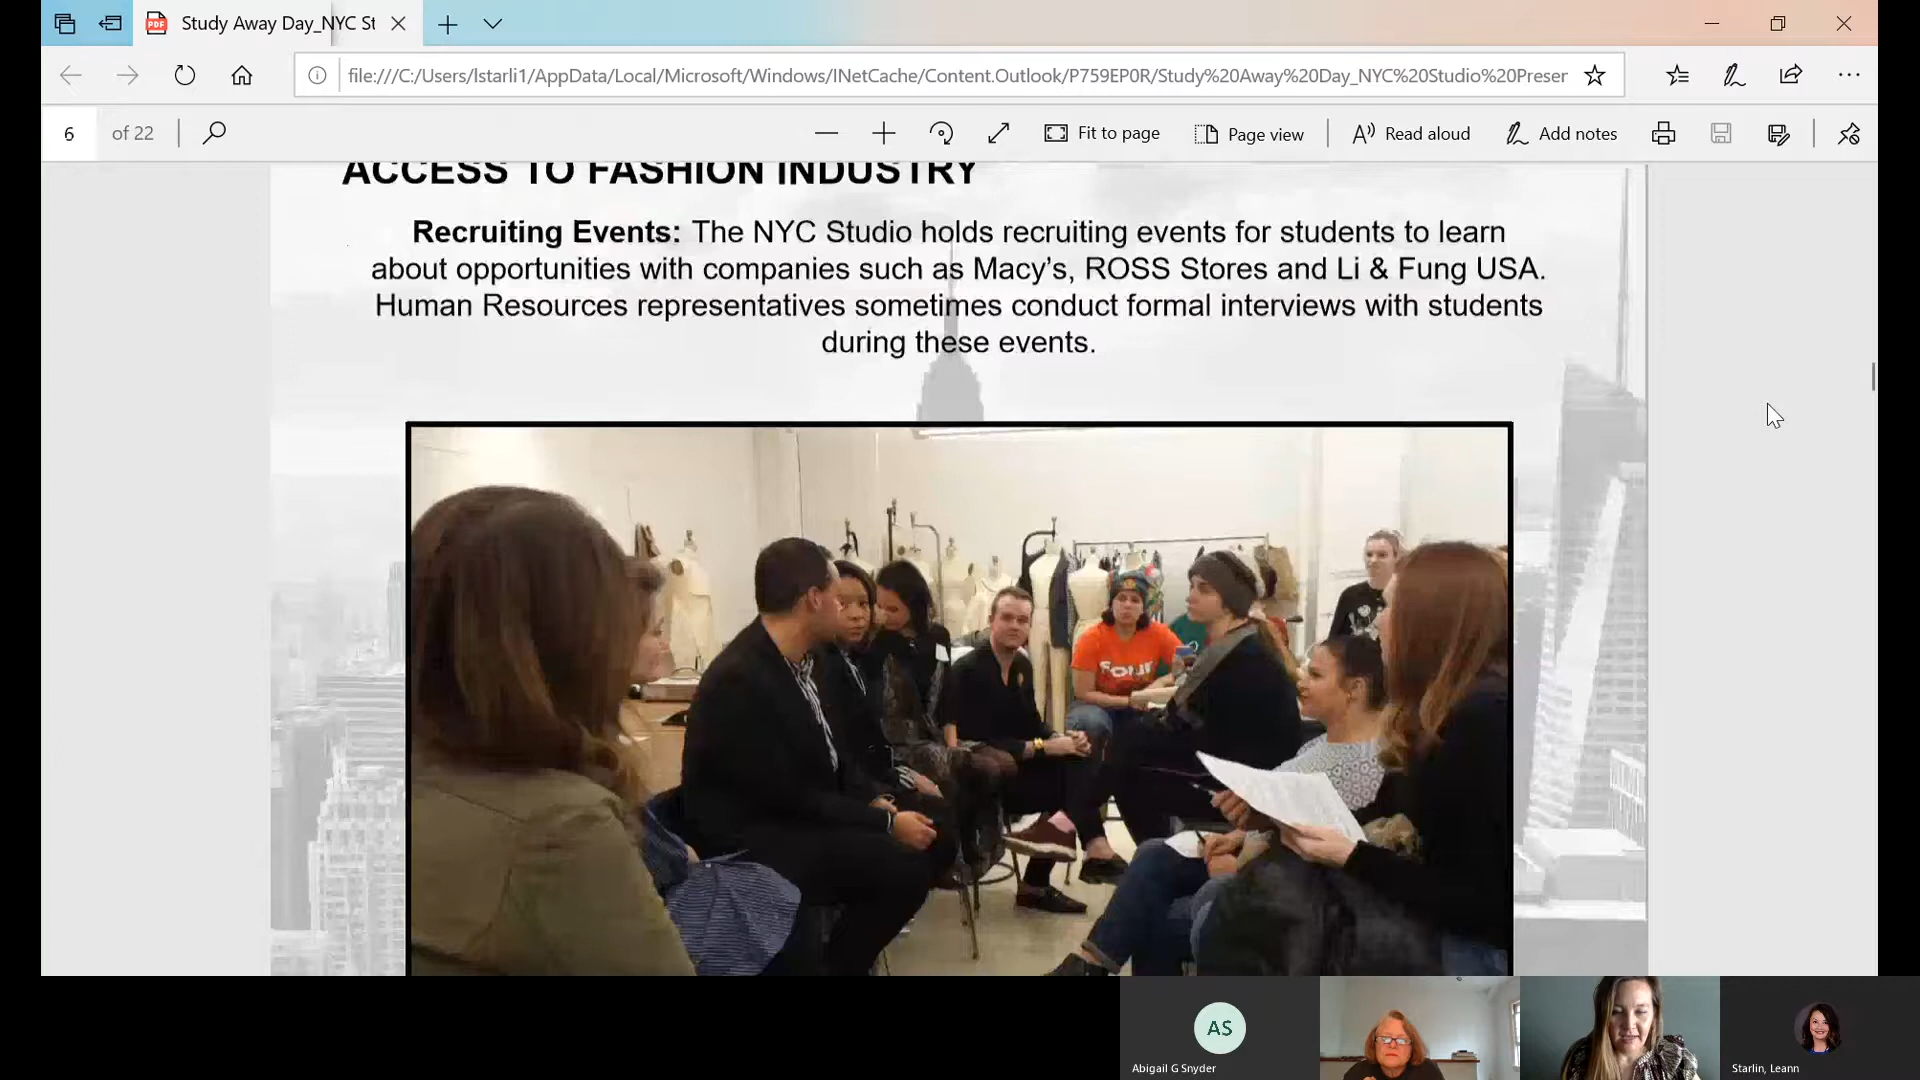 Study Away Day_NYC St
file:///C:/Users/lstarli1/AppData/Local/Microsoft/Windows/INetCache/Content.Outlook/P759EP0R/Study%20Away%20Day_NYC%20Studio%20Preser
6 of 22
Fit to page
Page view
Read aloud
Add notes
ACCESS TO FASHION INDUSTRY
Recruiting Events: The NYC Studio holds recruiting events for students to learn
about opportunities with companies such as Macy's, ROSS Stores and Li & Fung USA.
Human Resources representatives sometimes conduct formal interviews with students
during these events.
AS
Abigail G Snyder
Starlin, Leann